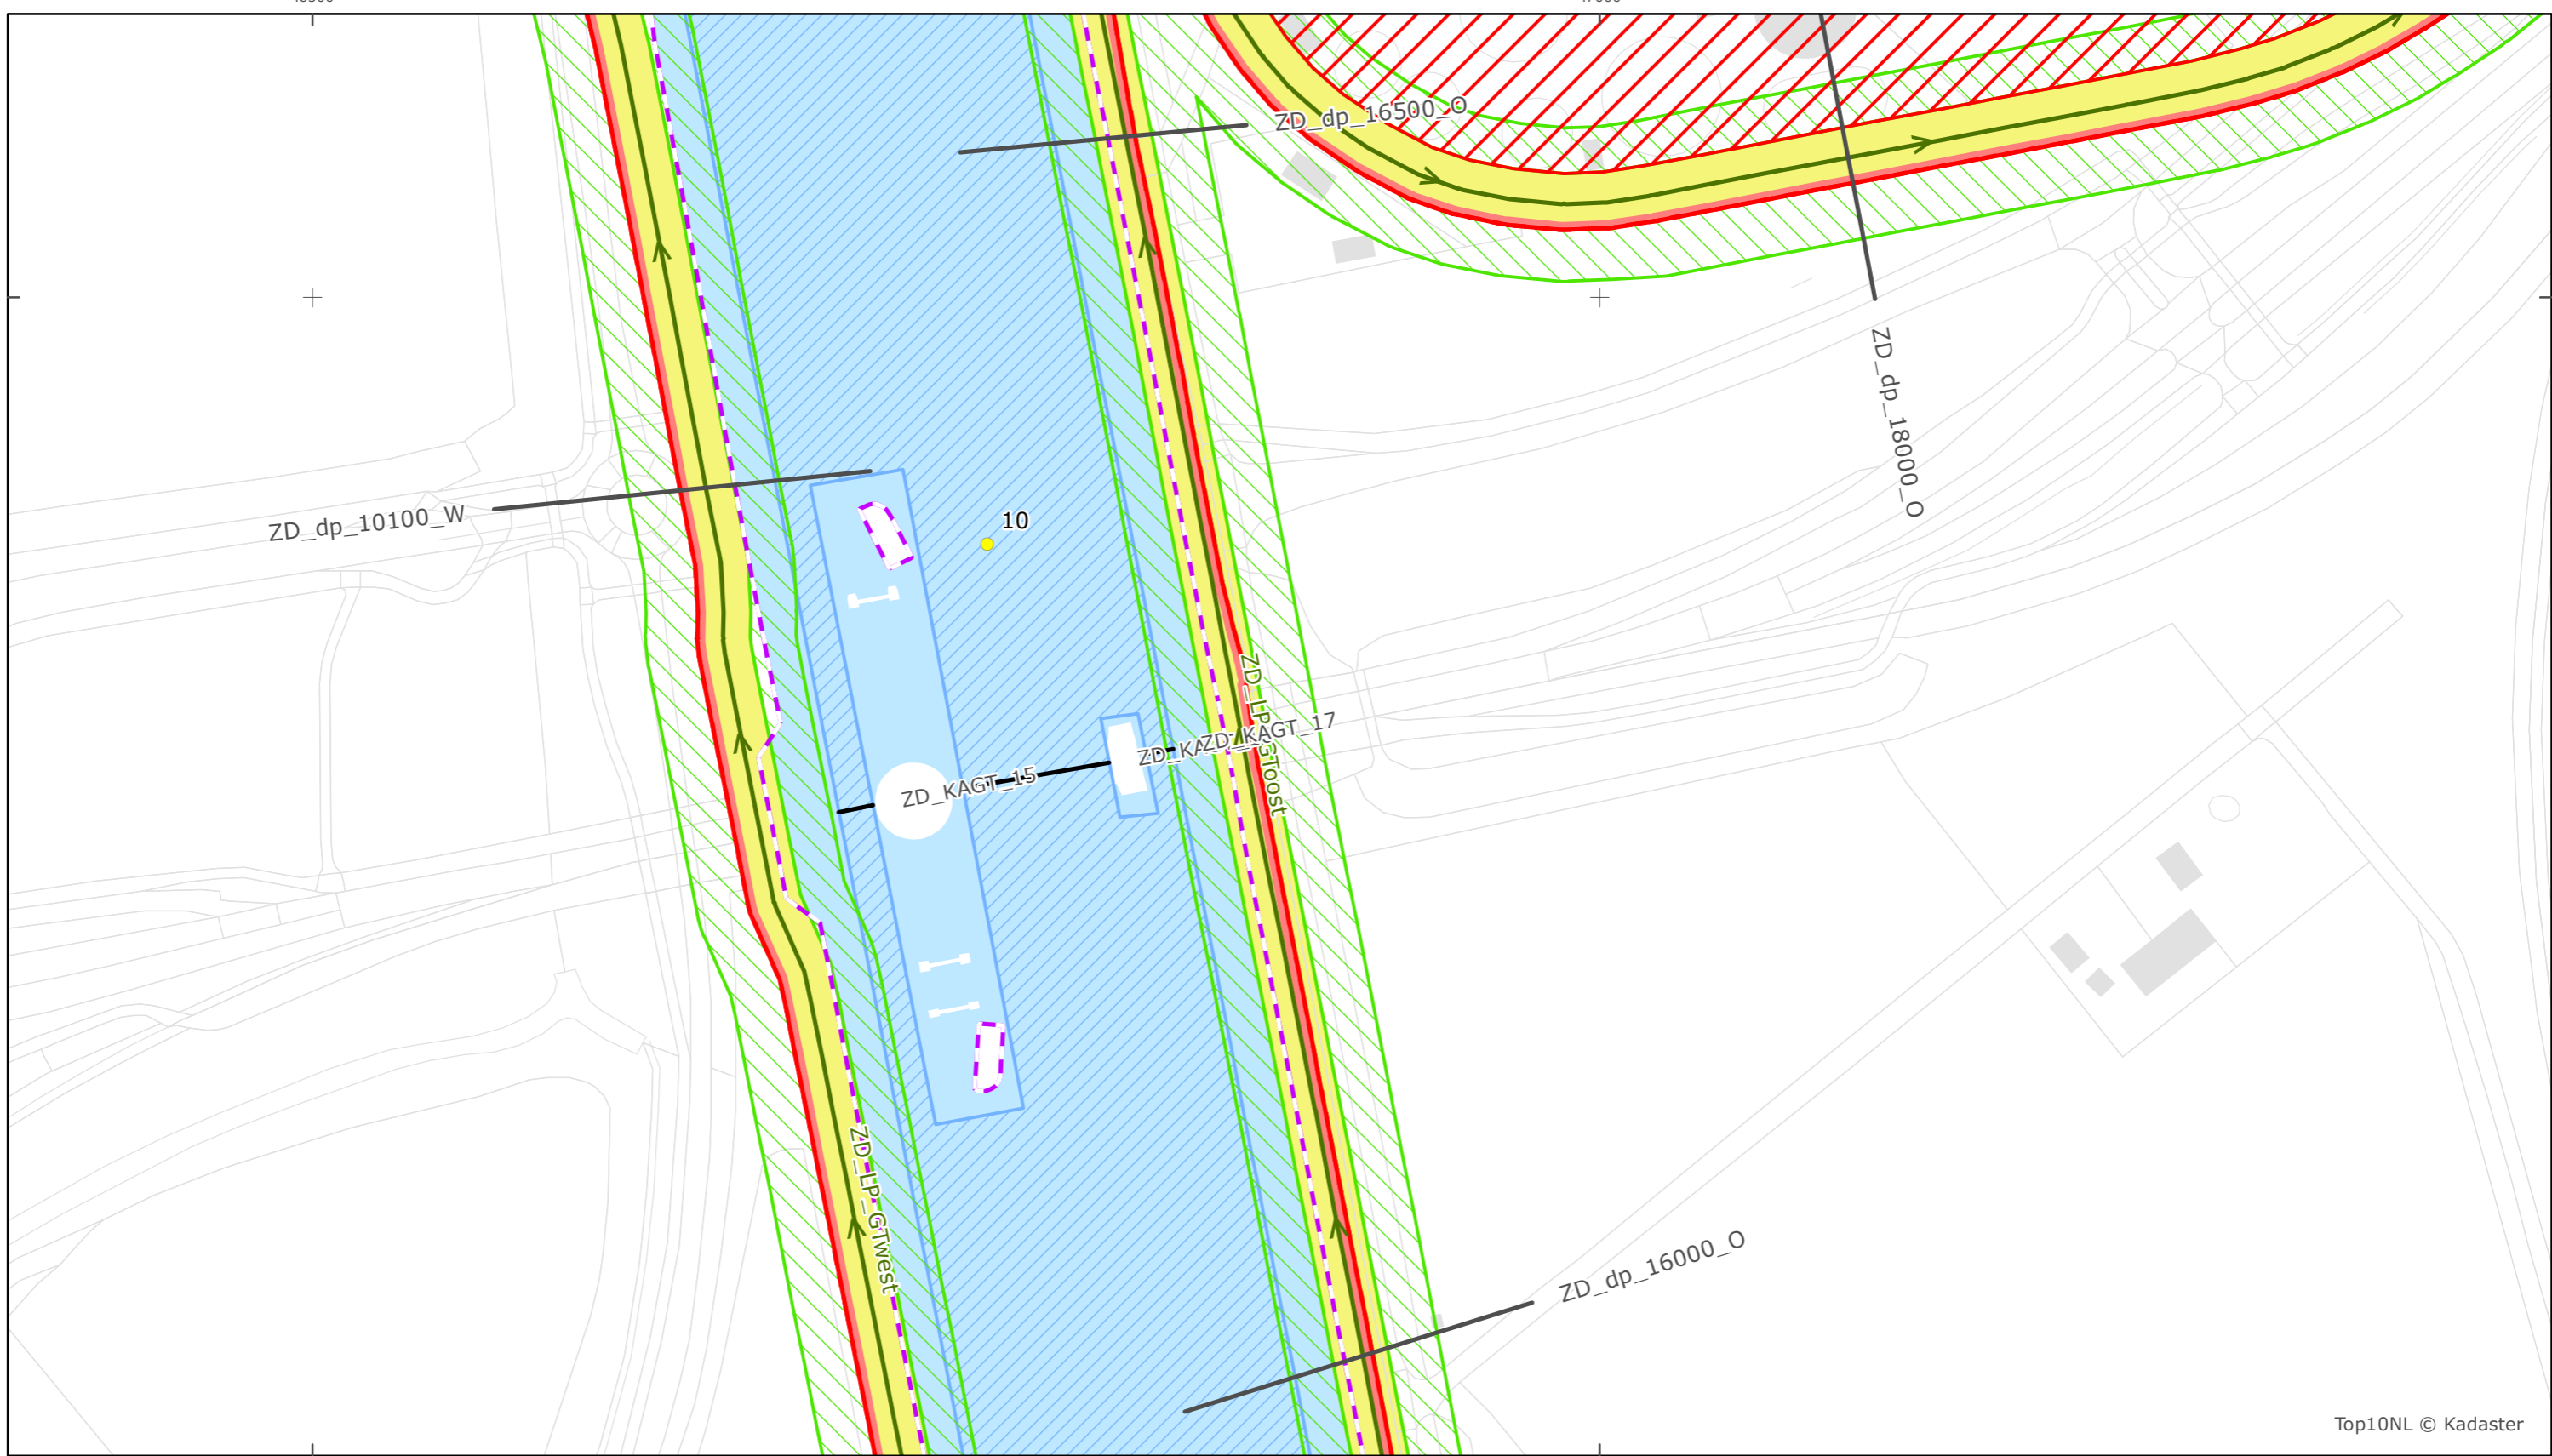 ZD_dp_16500_O
ZD_dp_18000_O
ZD_dp_10100_W
10
ZD_LP_GToost
ZD_KAGT_17
ZD_KAGT_15
ZD_LP_GTwest
ZD_dp_16000_O
Top10NL © Kadaster